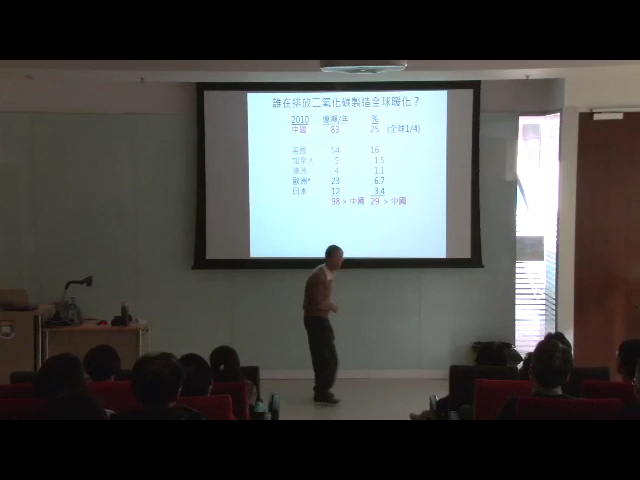 誰在排放二氧化碳製造全球暖化？
2010 億噸/年 %
中國 83 25 (全球1/4)
美國 54 16
加拿大 5 1.5
澳洲 4 1.1
歐洲* 23 6.7
日本 12 3.4
98 > 中國 29 > 中國